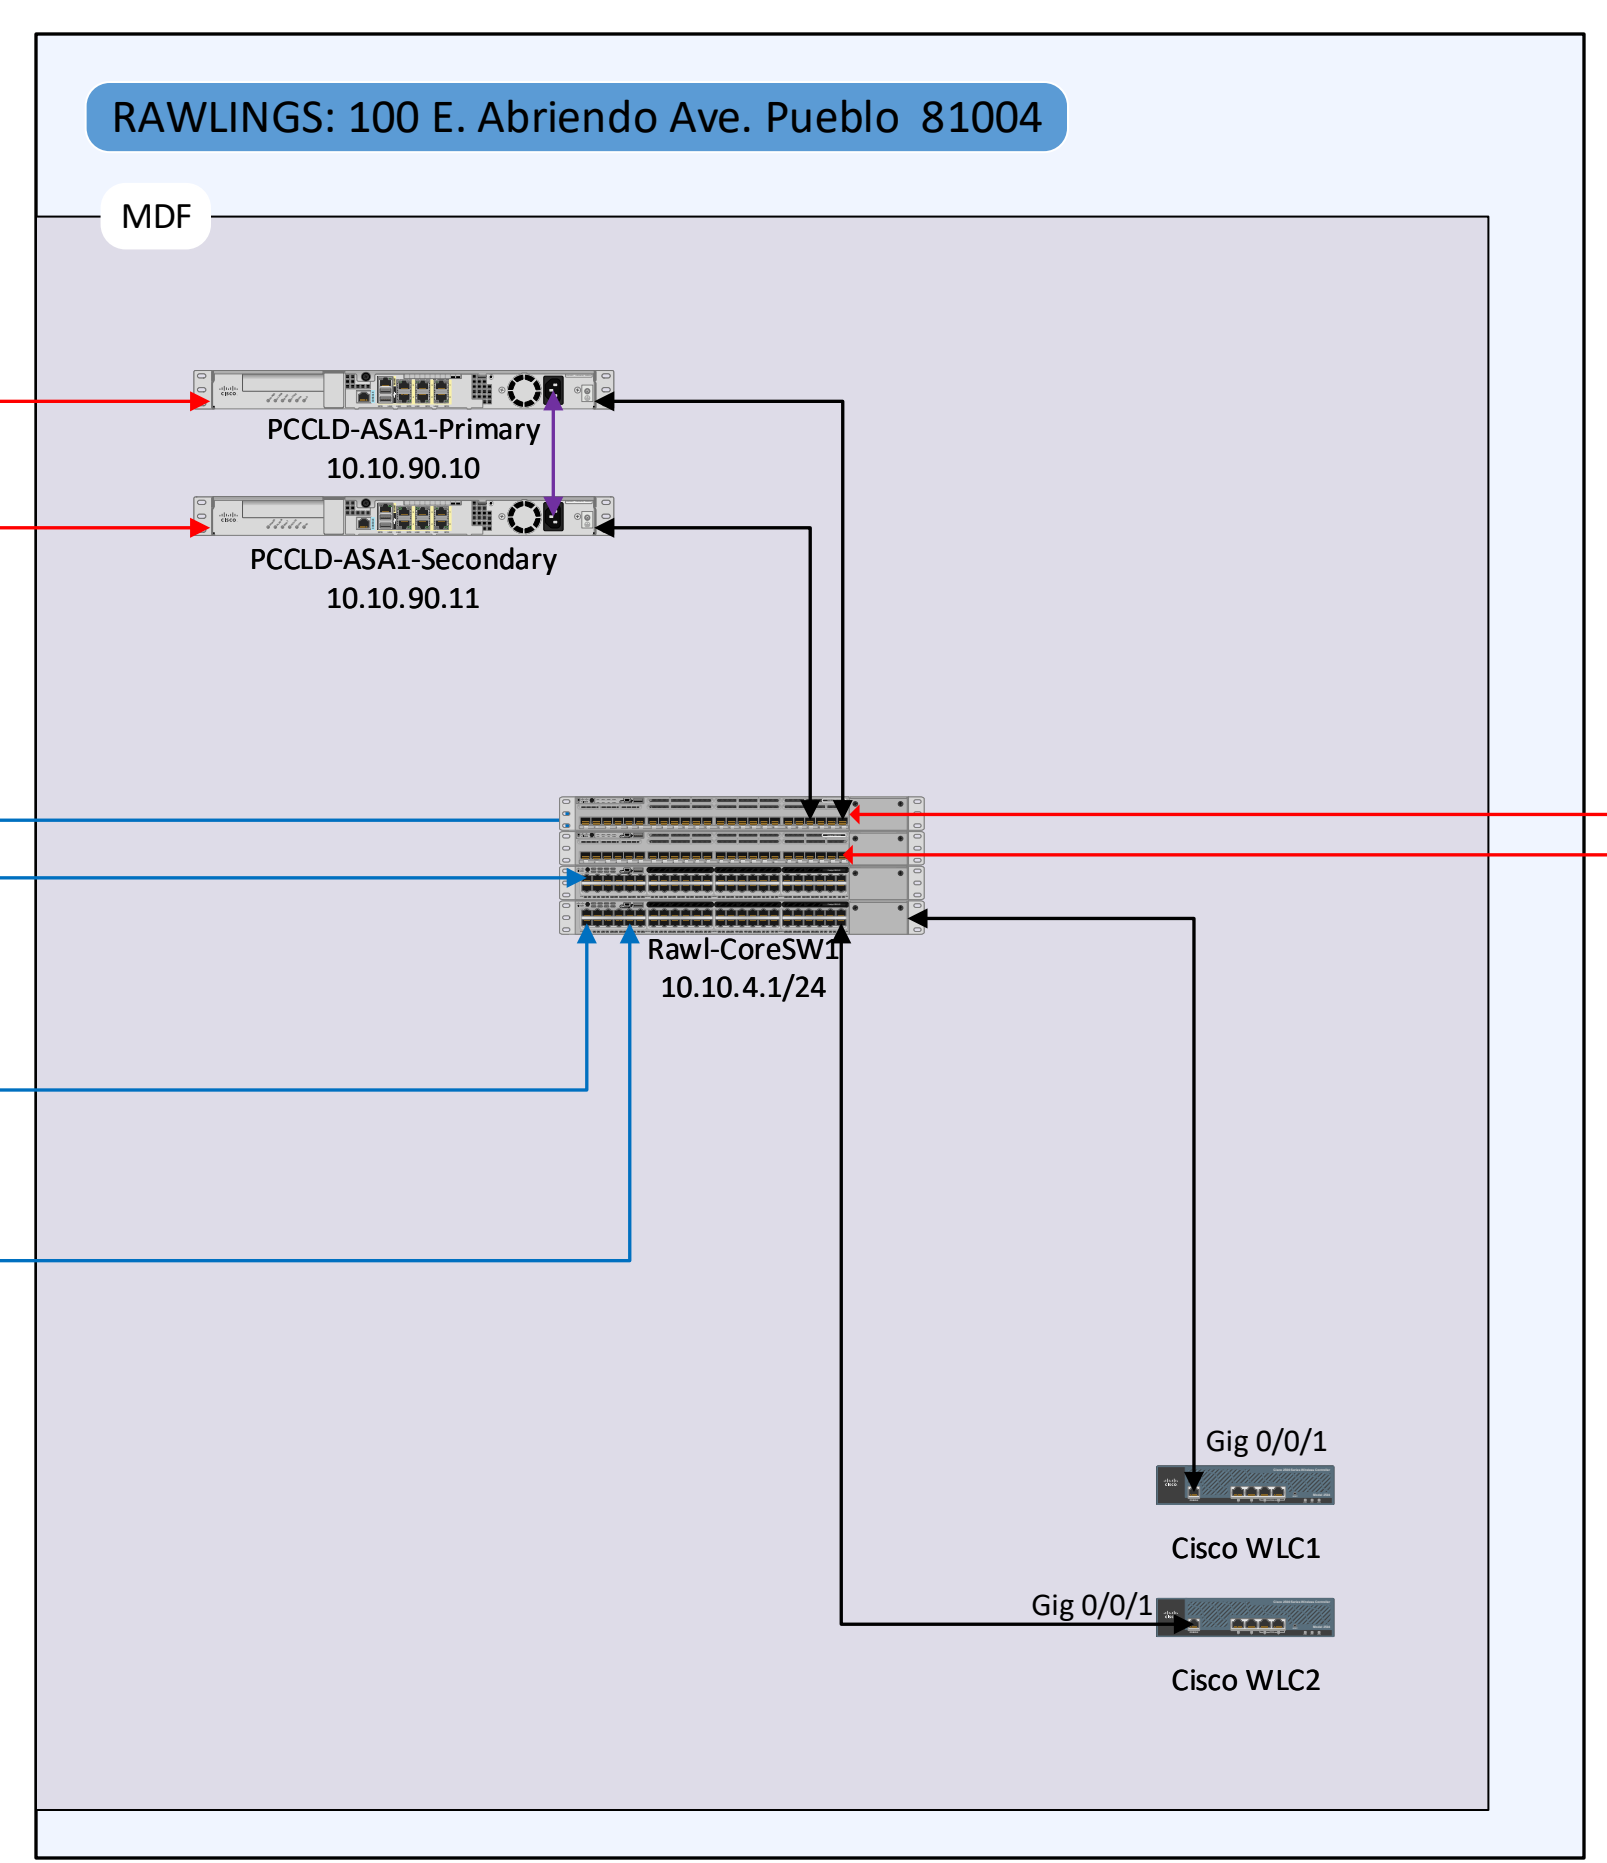 RAWLINGS: 100 E. Abriendo Ave. Pueblo  81004
MDF
PCCLD-ASA1-Primary
10.10.90.10
PCCLD-ASA1-Secondary
10.10.90.11
Rawl-CoreSW1
10.10.4.1/24
Gig 0/0/1
Cisco WLC1
Gig 0/0/1
Cisco WLC2